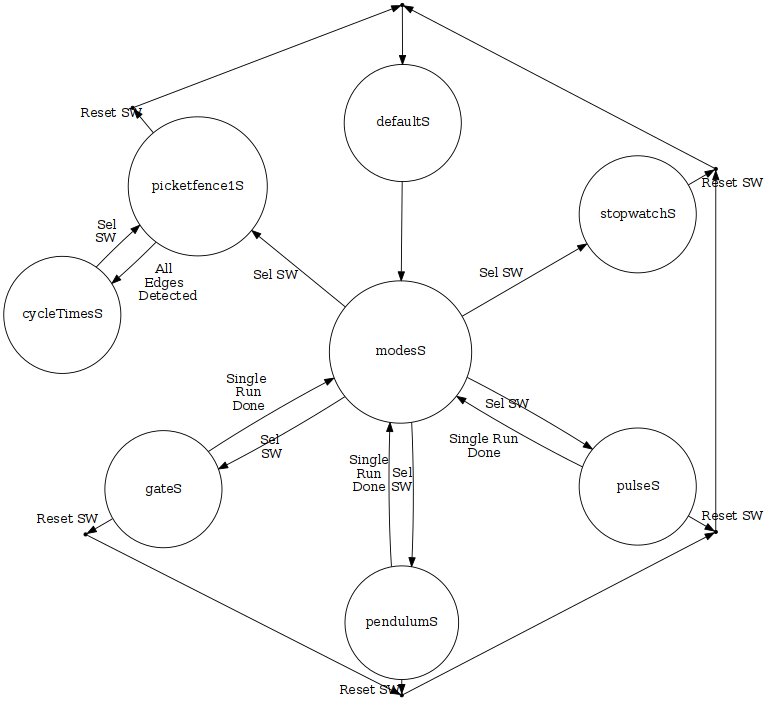 Reset SW
defaultS
picketfence1S
Reset SW
stopwatchS
Sel
SW
All
Edges
Detected
Sel SW
Sel SW
cycleTimesS
modesS
Single
Run
Done
Sel SW
Sel
SW
Single Run
Done
Single
Run
Done
Sel
SW
gateS
pulseS
Reset SW
Reset SW
pendulumS
Reset SW